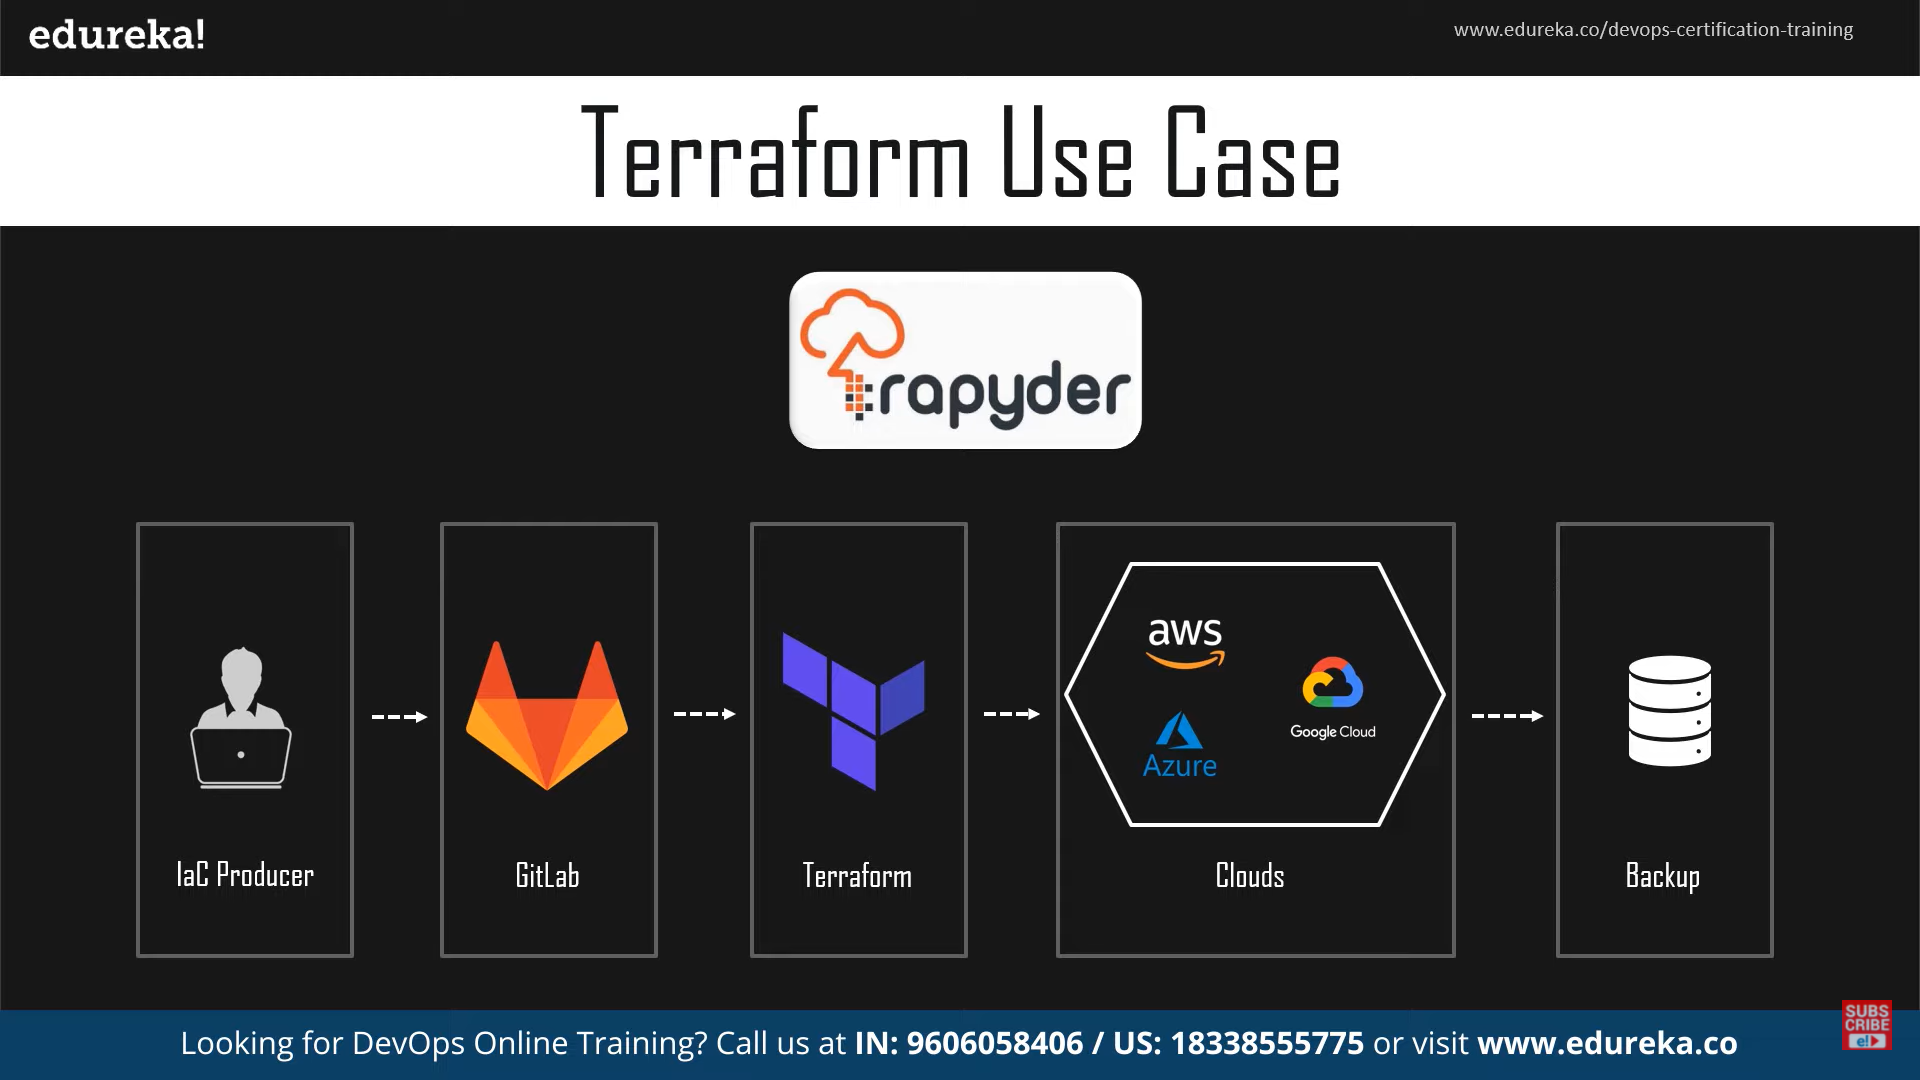 edureka!
www.edureka.co/devops-certification-training
Terraform Use Case
rapyder
aws
Google Cloud
Azure
IaC Producer
GitLab
Terraform
Clouds
Backup
SUBS
CRIBE
e!
Looking for DevOps Online Training? Call us at IN: 9606058406 / US: 18338555775 or visit www.edureka.co